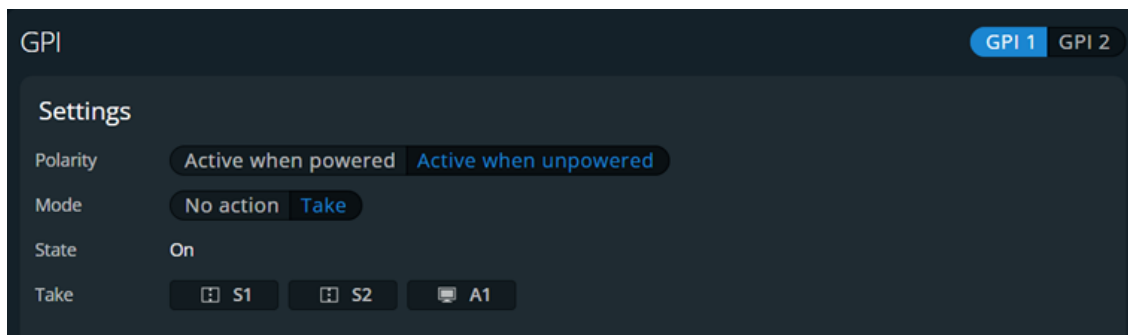 GPI GPI 1 GPI 2
Settings
Polarity Active when powered Active when unpowered
Mode No action Take
State On
Take S1 S2 A1